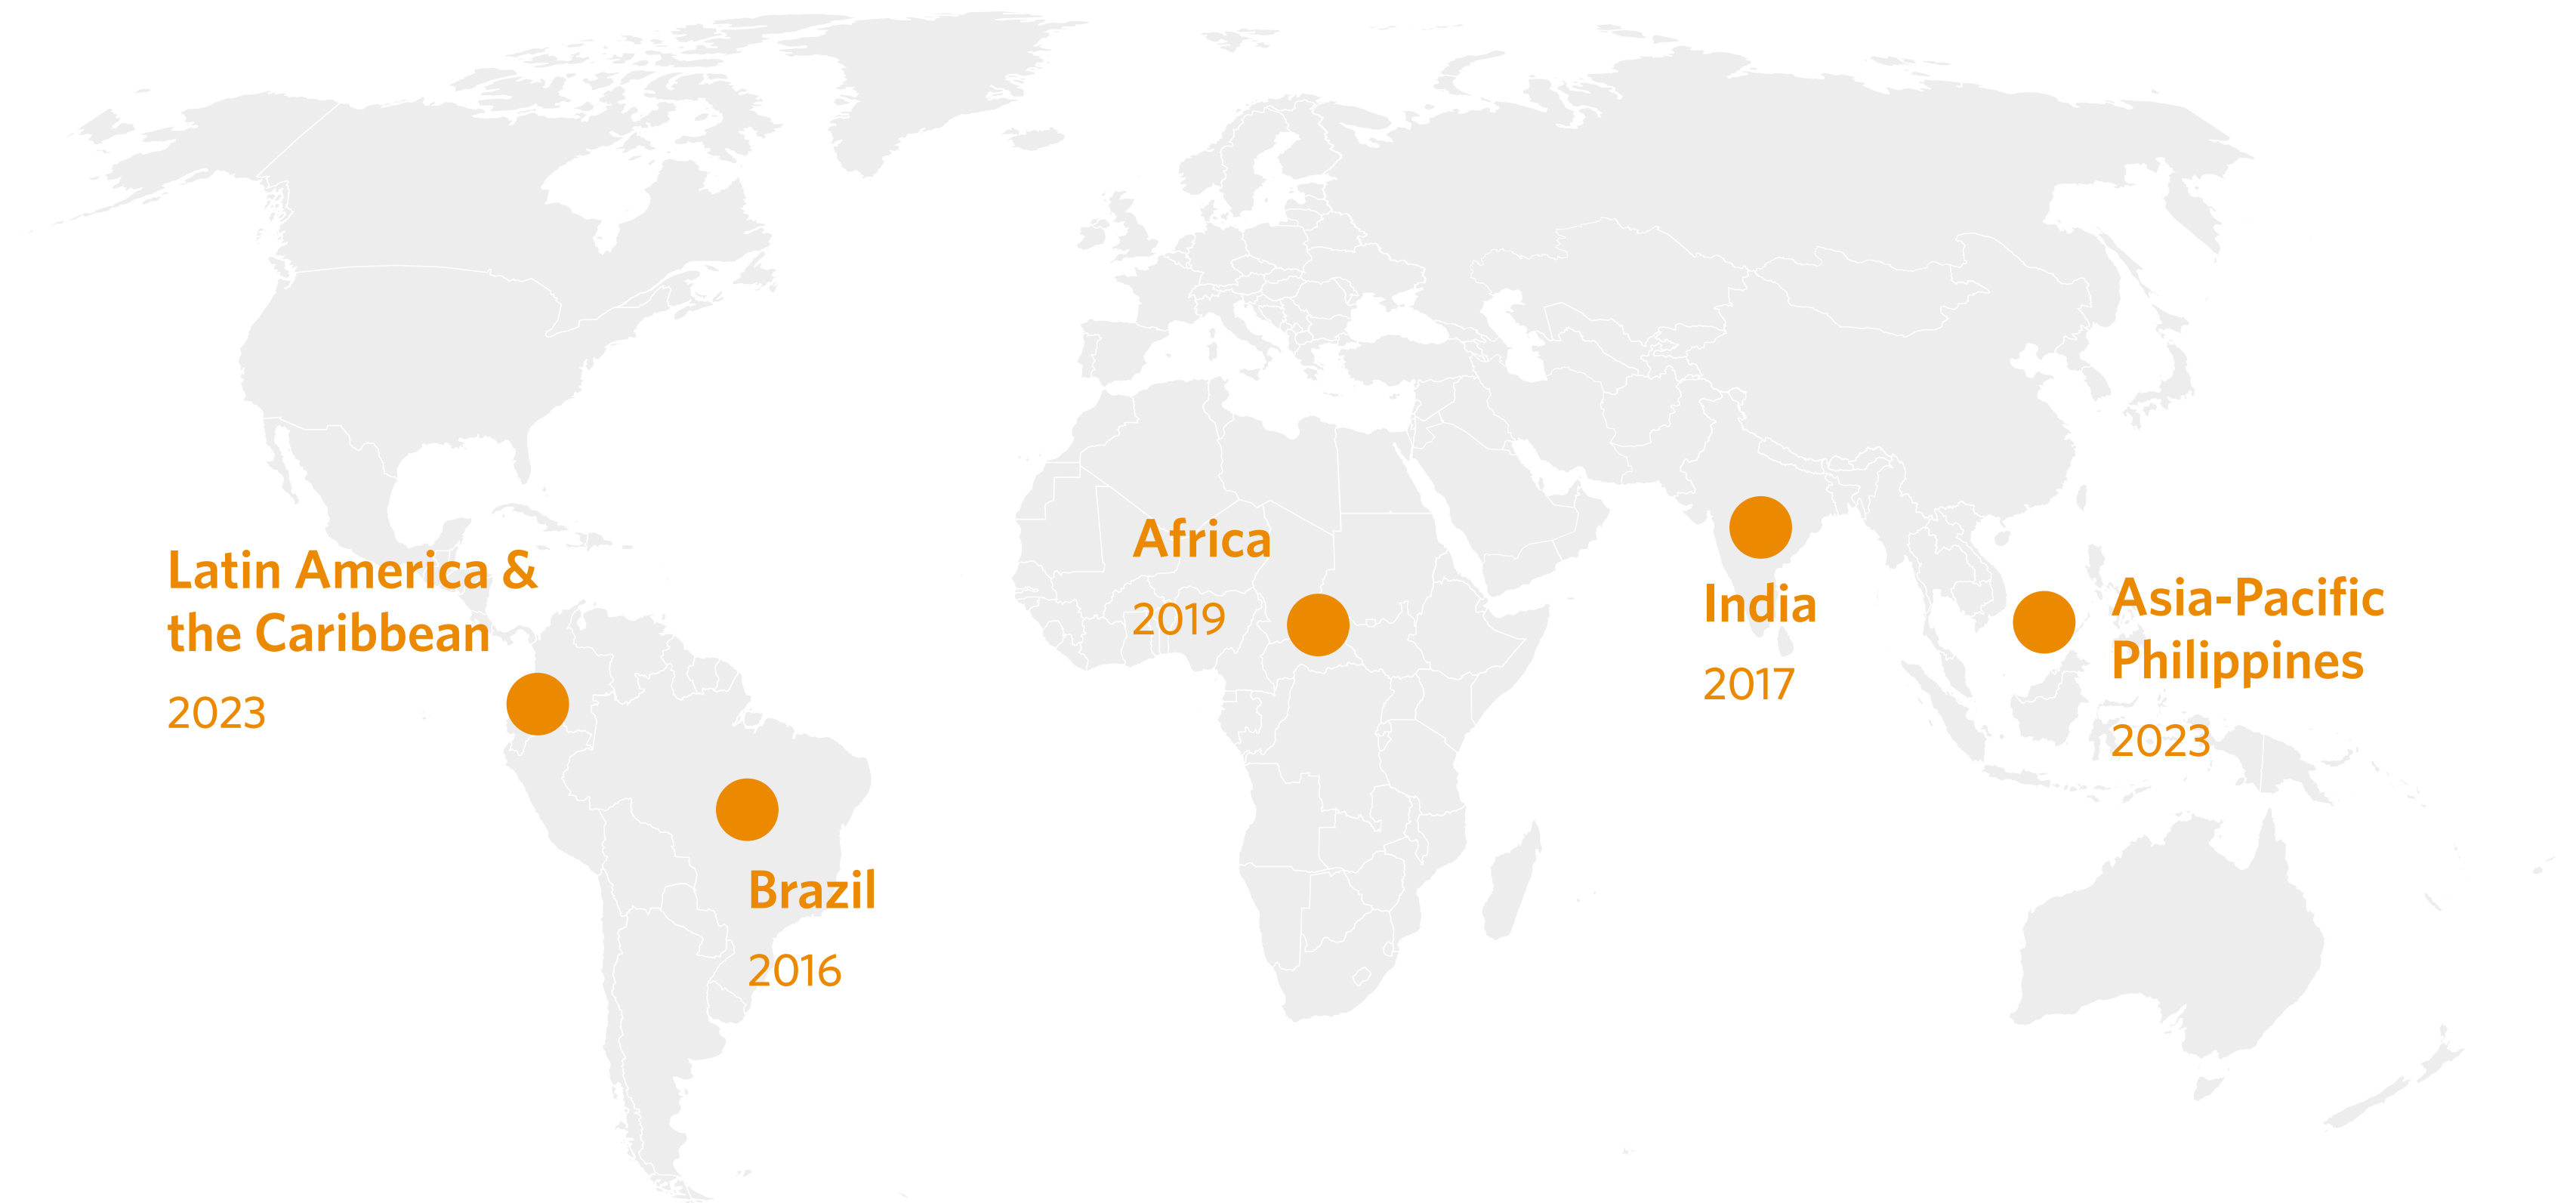 Latin America &
the Caribbean
2023
Brazil
2016
Africa
2019
India
2017
Asia-Pacific
Philippines
2023